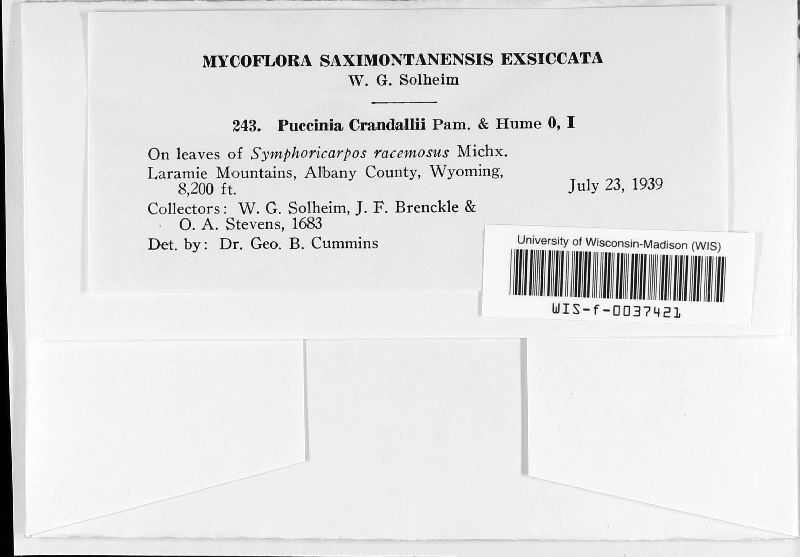 MYCOFLORA SAXIMONTANENSIS EXSICCATA
W. G. Solheim
243. Puccinia Crandallii Pam. & Hume 0, I
On leaves of Symphoricarpos racemosus Michx.
Laramie Mountains, Albany County, Wyoming,
8,200 ft.
July 23, 1939
Collectors: W. G. Solheim, J. F. Brenckle &
O. A. Stevens, 1683
Det. by: Dr. Geo. B. Cummins
University of Wisconsin-Madison (WIS)
WIS-f-0037421